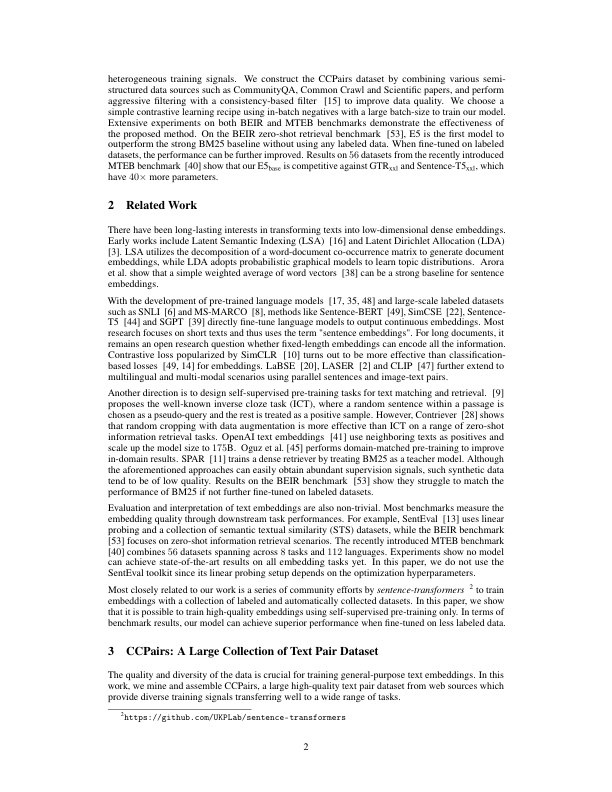 heterogeneous training signals. We construct the CCPairs dataset by combining various semi-
structured data sources such as CommunityQA, Common Crawl and Scientific papers, and perform
aggressive filtering with a consistency-based filter [15] to improve data quality. We choose a
simple contrastive learning recipe using in-batch negatives with a large batch-size to train our model.
Extensive experiments on both BEIR and MTEB benchmarks demonstrate the effectiveness of
the proposed method. On the BEIR zero-shot retrieval benchmark [53], E5 is the first model to
outperform the strong BM25 baseline without using any labeled data. When fine-tuned on labeled
datasets, the performance can be further improved. Results on 56 datasets from the recently introduced
MTEB benchmark [40] show that our E5base is competitive against GTRxxl and Sentence-T5xxl, which
have 40× more parameters.
2 Related Work
There have been long-lasting interests in transforming texts into low-dimensional dense embeddings.
Early works include Latent Semantic Indexing (LSA) [16] and Latent Dirichlet Allocation (LDA)
[3]. LSA utilizes the decomposition of a word-document co-occurrence matrix to generate document
embeddings, while LDA adopts probabilistic graphical models to learn topic distributions. Arora
et al. show that a simple weighted average of word vectors [38] can be a strong baseline for sentence
embeddings.
With the development of pre-trained language models [17, 35, 48] and large-scale labeled datasets
such as SNLI [6] and MS-MARCO [8], methods like Sentence-BERT [49], SimCSE [22], Sentence-
T5 [44] and SGPT [39] directly fine-tune language models to output continuous embeddings. Most
research focuses on short texts and thus uses the term "sentence embeddings". For long documents, it
remains an open research question whether fixed-length embeddings can encode all the information.
Contrastive loss popularized by SimCLR [10] turns out to be more effective than classification-
based losses [49, 14] for embeddings. LaBSE [20], LASER [2] and CLIP [47] further extend to
multilingual and multi-modal scenarios using parallel sentences and image-text pairs.
Another direction is to design self-supervised pre-training tasks for text matching and retrieval. [9]
proposes the well-known inverse cloze task (ICT), where a random sentence within a passage is
chosen as a pseudo-query and the rest is treated as a positive sample. However, Contriever [28] shows
that random cropping with data augmentation is more effective than ICT on a range of zero-shot
information retrieval tasks. OpenAI text embeddings [41] use neighboring texts as positives and
scale up the model size to 175B. Oguz et al. [45] performs domain-matched pre-training to improve
in-domain results. SPAR [11] trains a dense retriever by treating BM25 as a teacher model. Although
the aforementioned approaches can easily obtain abundant supervision signals, such synthetic data
tend to be of low quality. Results on the BEIR benchmark [53] show they struggle to match the
performance of BM25 if not further fine-tuned on labeled datasets.
Evaluation and interpretation of text embeddings are also non-trivial. Most benchmarks measure the
embedding quality through downstream task performances. For example, SentEval [13] uses linear
probing and a collection of semantic textual similarity (STS) datasets, while the BEIR benchmark
[53] focuses on zero-shot information retrieval scenarios. The recently introduced MTEB benchmark
[40] combines 56 datasets spanning across 8 tasks and 112 languages. Experiments show no model
can achieve state-of-the-art results on all embedding tasks yet. In this paper, we do not use the
SentEval toolkit since its linear probing setup depends on the optimization hyperparameters.
Most closely related to our work is a series of community efforts by sentence-transformers 2 to train
embeddings with a collection of labeled and automatically collected datasets. In this paper, we show
that it is possible to train high-quality embeddings using self-supervised pre-training only. In terms of
benchmark results, our model can achieve superior performance when fine-tuned on less labeled data.
3 CCPairs: A Large Collection of Text Pair Dataset
The quality and diversity of the data is crucial for training general-purpose text embeddings. In this
work, we mine and assemble CCPairs, a large high-quality text pair dataset from web sources which
provide diverse training signals transferring well to a wide range of tasks.
2https://github.com/UKPLab/sentence-transformers
2